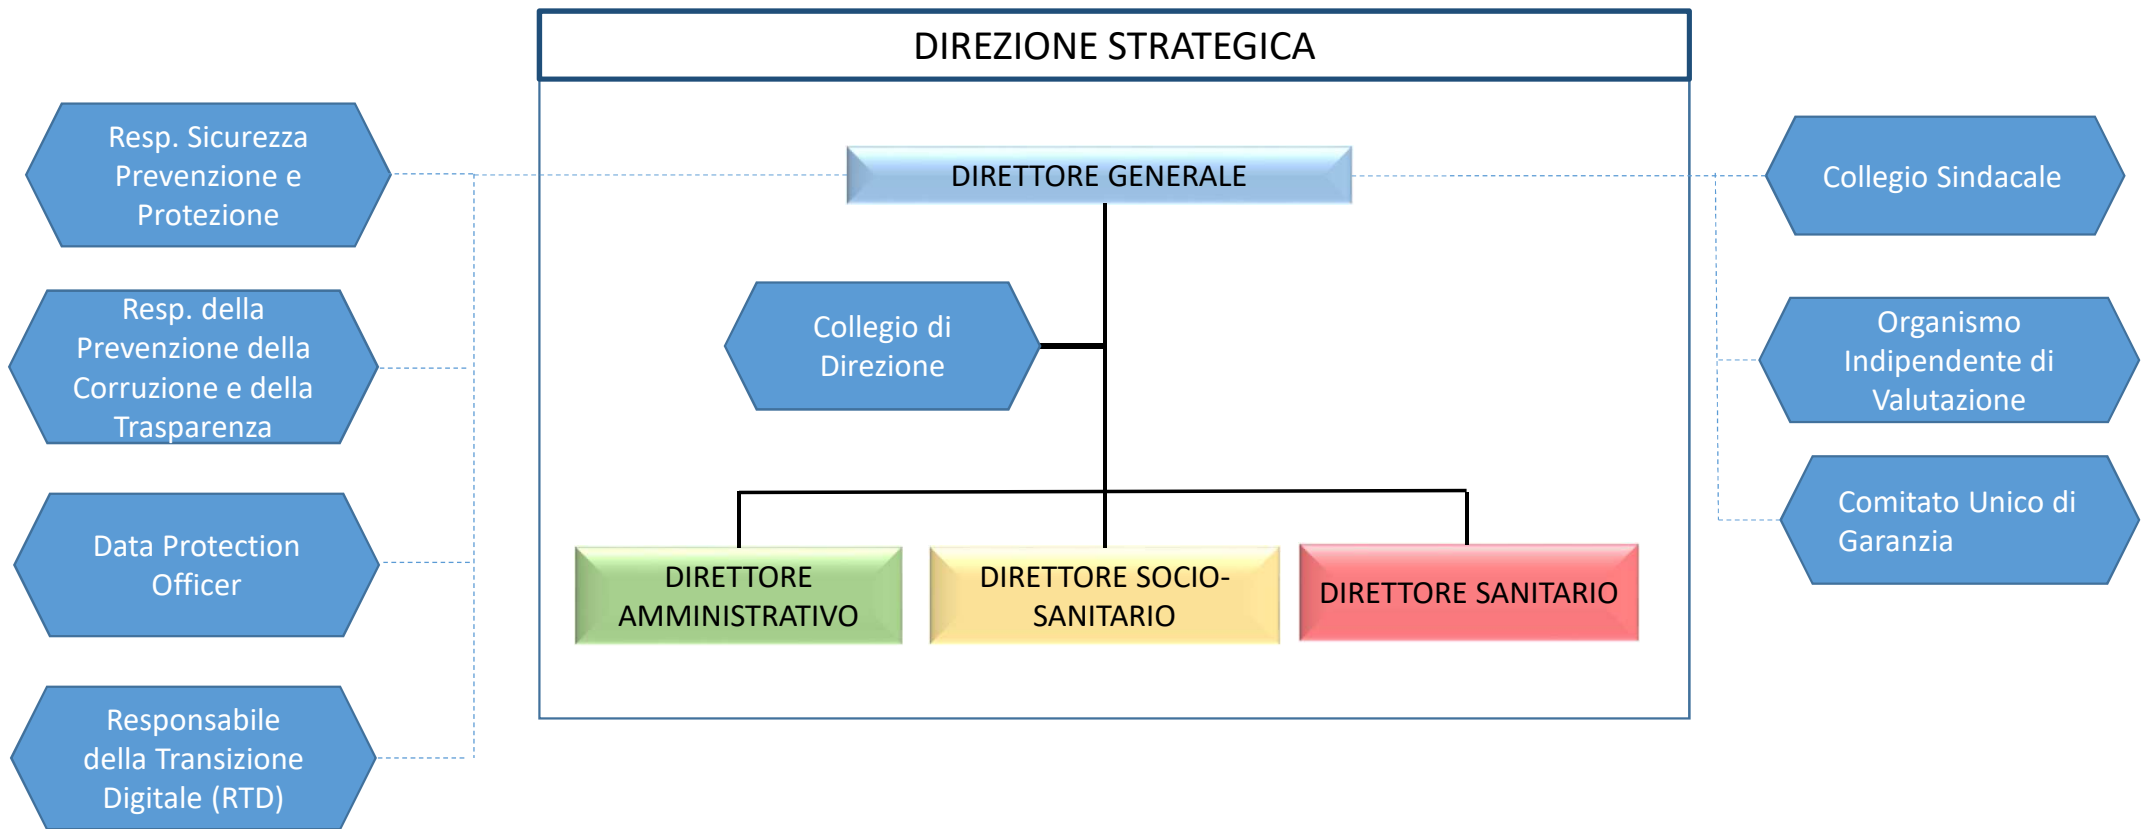 DIREZIONE STRATEGICA
Resp. Sicurezza
Prevenzione e
Protezione
DIRETTORE GENERALE
Collegio Sindacale
Resp. della
Prevenzione della
Corruzione e della
Trasparenza
Collegio di
Direzione
Organismo
Indipendente di
Valutazione
Data Protection
Officer
DIRETTORE
AMMINISTRATIVO
DIRETTORE SOCIO-
SANITARIO
DIRETTORE SANITARIO
Comitato Unico di
Garanzia
Responsabile
della Transizione
Digitale (RTD)